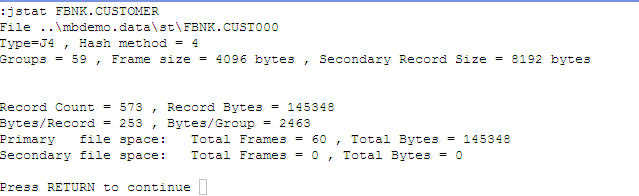 :jstat FBNK.CUSTOMER
File ..\mbdemo.data\st\FBNK.CUST000
Type=J4 , Hash method = 4
Groups = 59 , Frame size = 4096 bytes , Secondary Record Size = 8192 bytes
Record Count = 573 , Record Bytes = 145348
Bytes/Record = 253 , Bytes/Group = 2463
Primary   file space:   Total Frames = 60 , Total Bytes = 145348
Secondary file space:   Total Frames = 0 , Total Bytes = 0
Press RETURN to continue